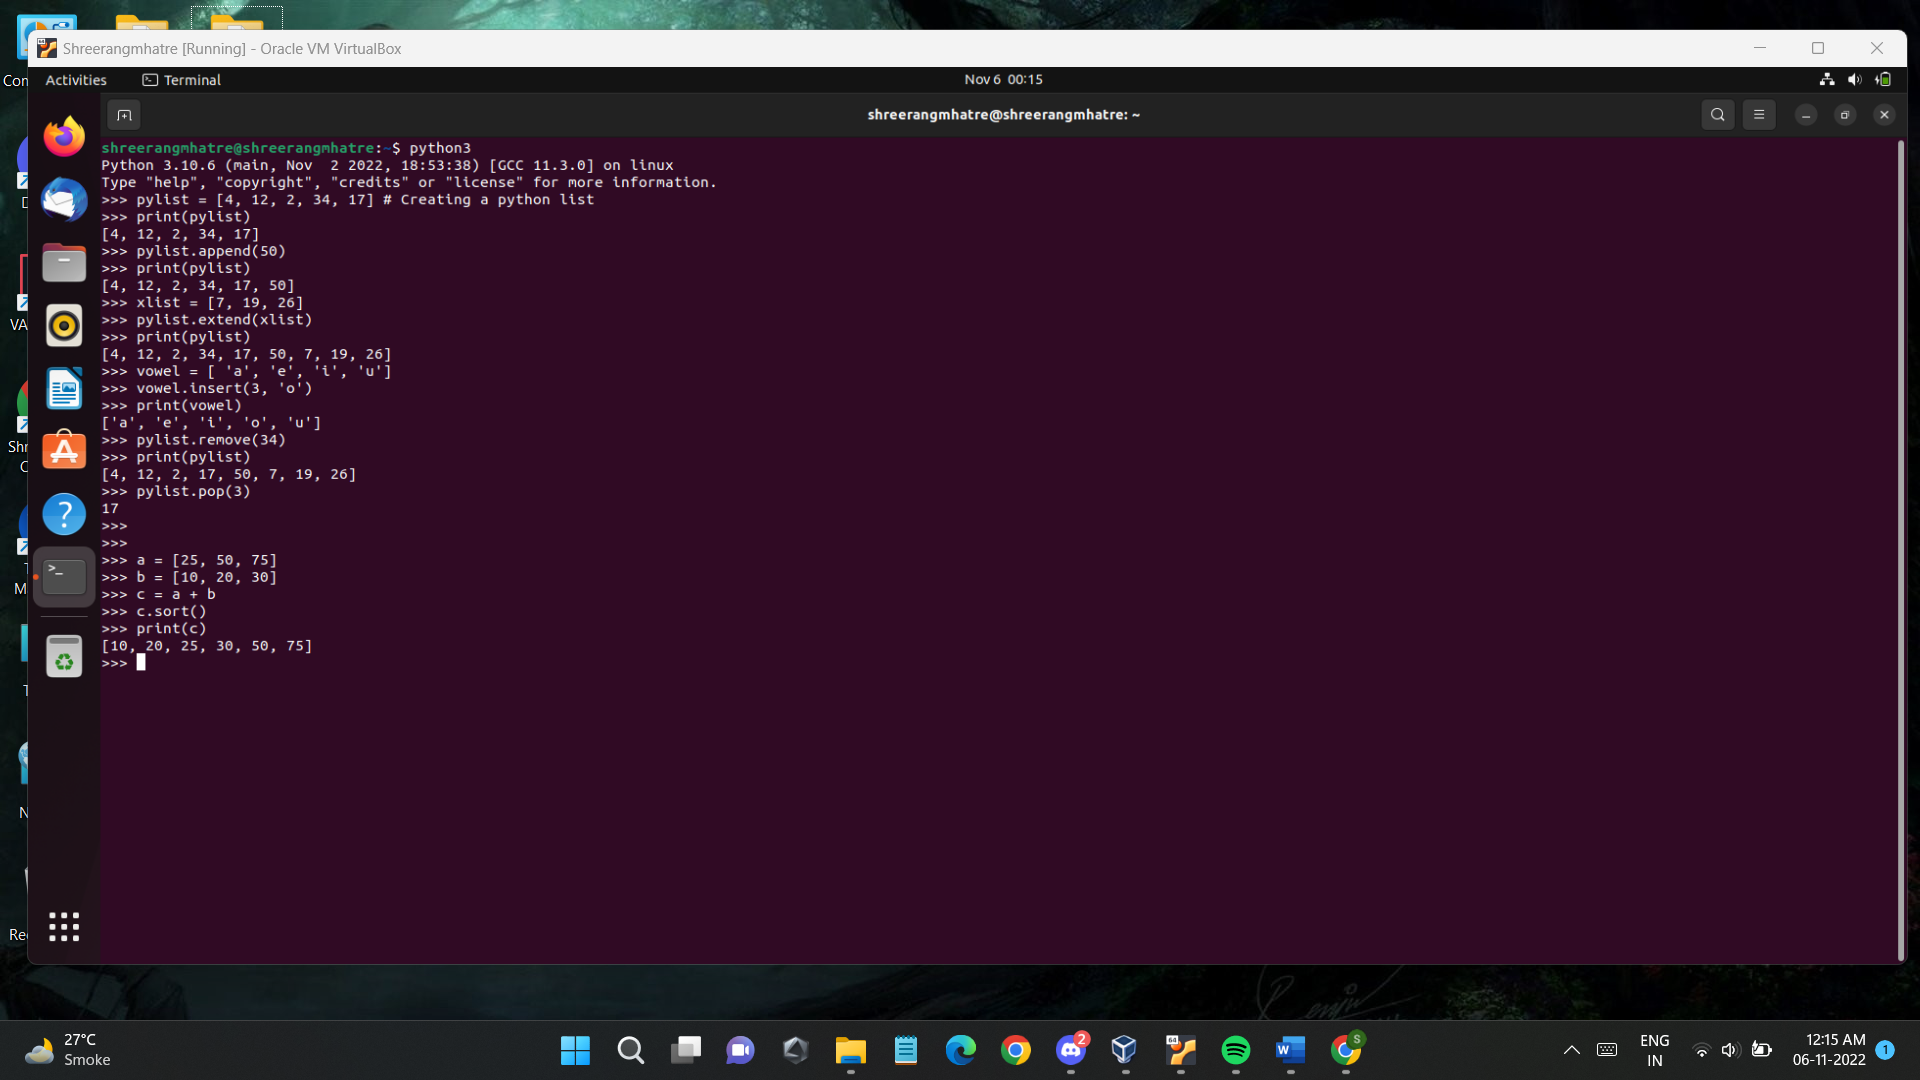 Con
Shreerangmhatre [Running] - Oracle VM VirtualBox
Activities
Terminal
Nov 6 00:15
shreerangmhatre@shreerangmhatre: ~
shreerangmhatre@shreerangmhatre:~$ python3
Python 3.10.6 (main, Nov  2 2022, 18:53:38) [GCC 11.3.0] on linux
Type "help", "copyright", "credits" or "license" for more information.
>>> pylist = [4, 12, 2, 34, 17] # Creating a python list
>>> print(pylist)
[4, 12, 2, 34, 17]
>>> pylist.append(50)
>>> print(pylist)
[4, 12, 2, 34, 17, 50]
>>> xlist = [7, 19, 26]
>>> pylist.extend(xlist)
>>> print(pylist)
[4, 12, 2, 34, 17, 50, 7, 19, 26]
>>> vowel = [ 'a', 'e', 'i', 'u']
>>> vowel.insert(3, 'o')
>>> print(vowel)
['a', 'e', 'i', 'o', 'u']
>>> pylist.remove(34)
>>> print(pylist)
[4, 12, 2, 17, 50, 7, 19, 26]
>>> pylist.pop(3)
17
>>>
>>>
>>> a = [25, 50, 75]
>>> b = [10, 20, 30]
>>> c = a + b
>>> c.sort()
>>> print(c)
[10, 20, 25, 30, 50, 75]
>>>
VA
Shr
C
M
N
Re
27°C
Smoke
64
2
S
ENG
IN
12:15 AM
06-11-2022
1